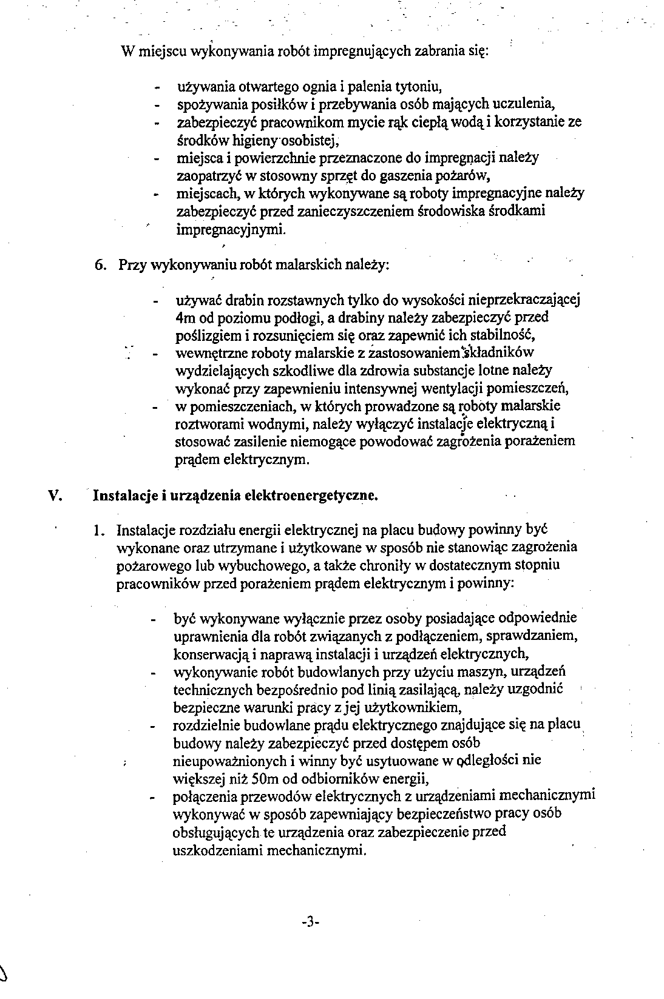 W miejscu wykonywania robót impregnujących zabrania się:
- używania otwartego ognia i palenia tytoniu,
- spożywania posiłków i przebywania osób mających uczulenia,
- zabezpieczyć pracownikom mycie rąk ciepłą wodą i korzystanie ze
środków higieny osobistej,
- miejsca i powierzchnie przeznaczone do impregnacji należy
zaopatrzyć w stosowny sprzęt do gaszenia pożarów,
- miejscach, w których wykonywane są roboty impregnacyjne należy
zabezpieczyć przed zanieczyszczeniem środowiska środkami
impregnacyjnymi.
6. Przy wykonywaniu robót malarskich należy:
- używać drabin rozstawnych tylko do wysokości nieprzekraczającej
4m od poziomu podłogi, a drabiny należy zabezpieczyć przed
poślizgiem i rozsunięciem się oraz zapewnić ich stabilność,
- wewnętrzne roboty malarskie z zastosowaniem składników
wydzielających szkodliwe dla zdrowia substancje lotne należy
wykonać przy zapewnieniu intensywnej wentylacji pomieszczeń,
- w pomieszczeniach, w których prowadzone są roboty malarskie
roztworami wodnymi, należy wyłączyć instalacje elektryczną i
stosować zasilenie niemogące powodować zagrożenia porażeniem
prądem elektrycznym.
V. Instalacje i urządzenia elektroenergetyczne.
1. Instalacje rozdziału energii elektrycznej na placu budowy powinny być
wykonane oraz utrzymane i użytkowane w sposób nie stanowiąc zagrożenia
pożarowego lub wybuchowego, a także chroniły w dostatecznym stopniu
pracowników przed porażeniem prądem elektrycznym i powinny:
- być wykonywane wyłącznie przez osoby posiadające odpowiednie
uprawnienia dla robót związanych z podłączeniem, sprawdzaniem,
konserwacją i naprawą instalacji i urządzeń elektrycznych,
- wykonywanie robót budowlanych przy użyciu maszyn, urządzeń
technicznych bezpośrednio pod linią zasilającą, należy uzgodnić
bezpieczne warunki pracy z jej użytkownikiem,
- rozdzielnie budowlane prądu elektrycznego znajdujące się na placu
budowy należy zabezpieczyć przed dostępem osób
nieupoważnionych i winny być usytuowane w odległości nie
większej niż 50m od odbiorników energii,
- połączenia przewodów elektrycznych z urządzeniami mechanicznymi
wykonywać w sposób zapewniający bezpieczeństwo pracy osób
obsługujących te urządzenia oraz zabezpieczenie przed
uszkodzeniami mechanicznymi.
-3-